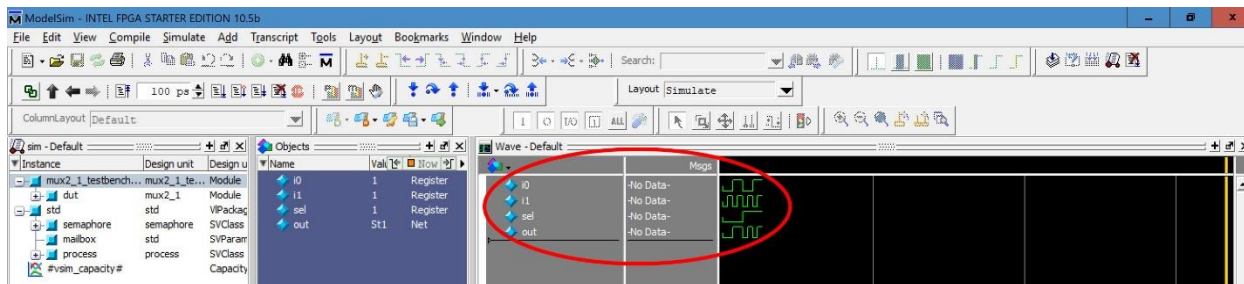 ModelSim - INTEL FPGA STARTER EDITION 10.5b
File Edit View Compile Simulate Add Transcript Tools Layout Bookmarks Window Help
Search:
100 ps
Layout Simulate
ColumnLayout Default
ALL
sim - Default
Instance Design unit Design u
mux2_1_testbench... mux2_1_te... Module
dut mux2_1 Module
std std VlPackag
semaphore semaphore SVClass
mailbox std SVParam
process process SVClass
#vsim_capacity# Capacity
Objects
Name Val Now
i0 1 Register
i1 1 Register
sel 1 Register
out St1 Net
Wave - Default
Msgs
i0 -No Data-
i1 -No Data-
sel -No Data-
out -No Data-